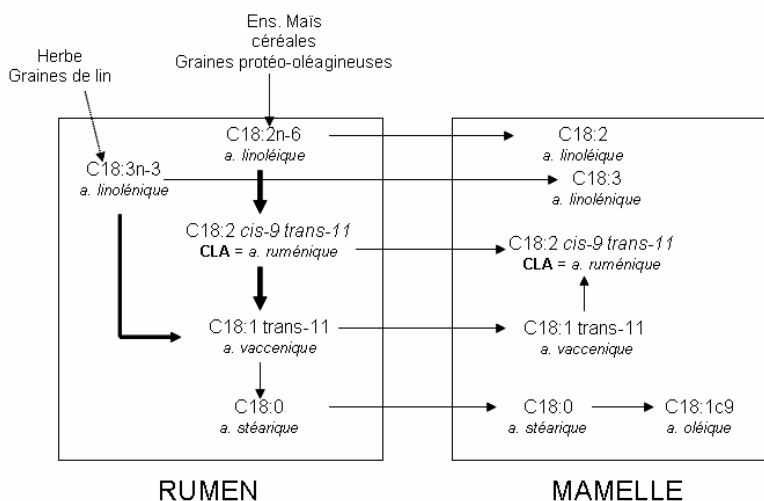 Ens. Maïs
céréales
Graines protéo-oléagineuses
Herbe
Graines de lin
C18:2n-6
a. linoléique
C18:3n-3
a. linolénique
C18:2 cis-9 trans-11
CLA = a. ruménique
C18:1 trans-11
a. vaccenique
C18:0
a. stéarique
C18:2
a. linoléique
C18:3
a. linolénique
C18:2 cis-9 trans-11
CLA = a. ruménique
C18:1 trans-11
a. vaccenique
C18:0
a. stéarique
C18:1c9
a. oléique
RUMEN
MAMELLE